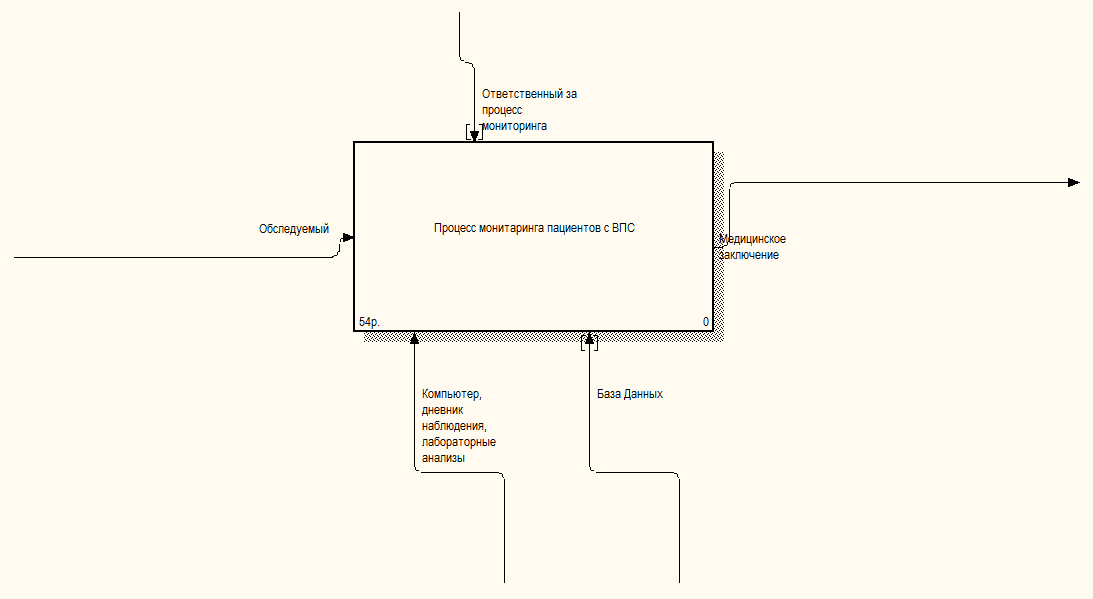 Ответственный за
процесс
мониторинга
Обследуемый
Процесс монитаринга пациентов с ВПС
Медицинское
заключение
54р.
0
Компьютер,
дневник
наблюдения,
лабораторные
анализы
База Данных